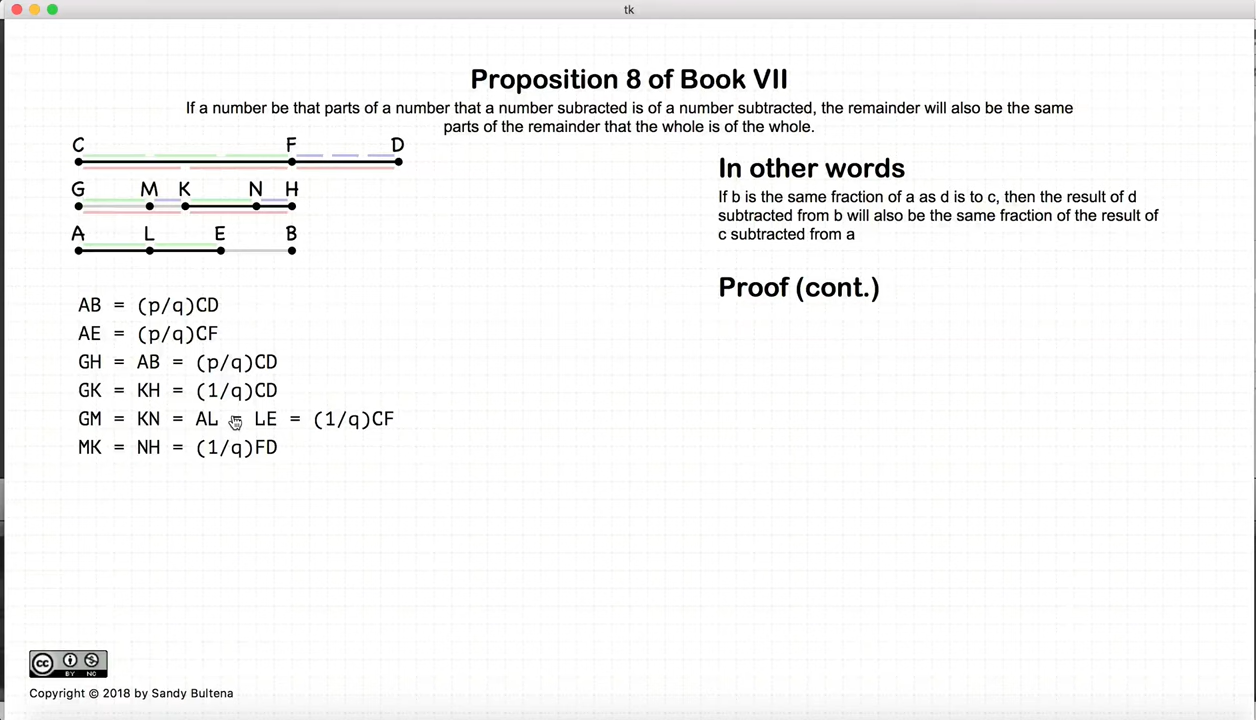 tk
Proposition 8 of Book VII
If a number be that parts of a number that a number subtracted is of a number subtracted, the remainder will also be the same
parts of the remainder that the whole is of the whole.
C F D
G M K N H
A L E B
In other words
If b is the same fraction of a as d is to c, then the result of d
subtracted from b will also be the same fraction of the result of
c subtracted from a
Proof (cont.)
AB = (p/q)CD
AE = (p/q)CF
GH = AB = (p/q)CD
GK = KH = (1/q)CD
GM = KN = AL = LE = (1/q)CF
MK = NH = (1/q)FD
cc BY NC
Copyright © 2018 by Sandy Bultena